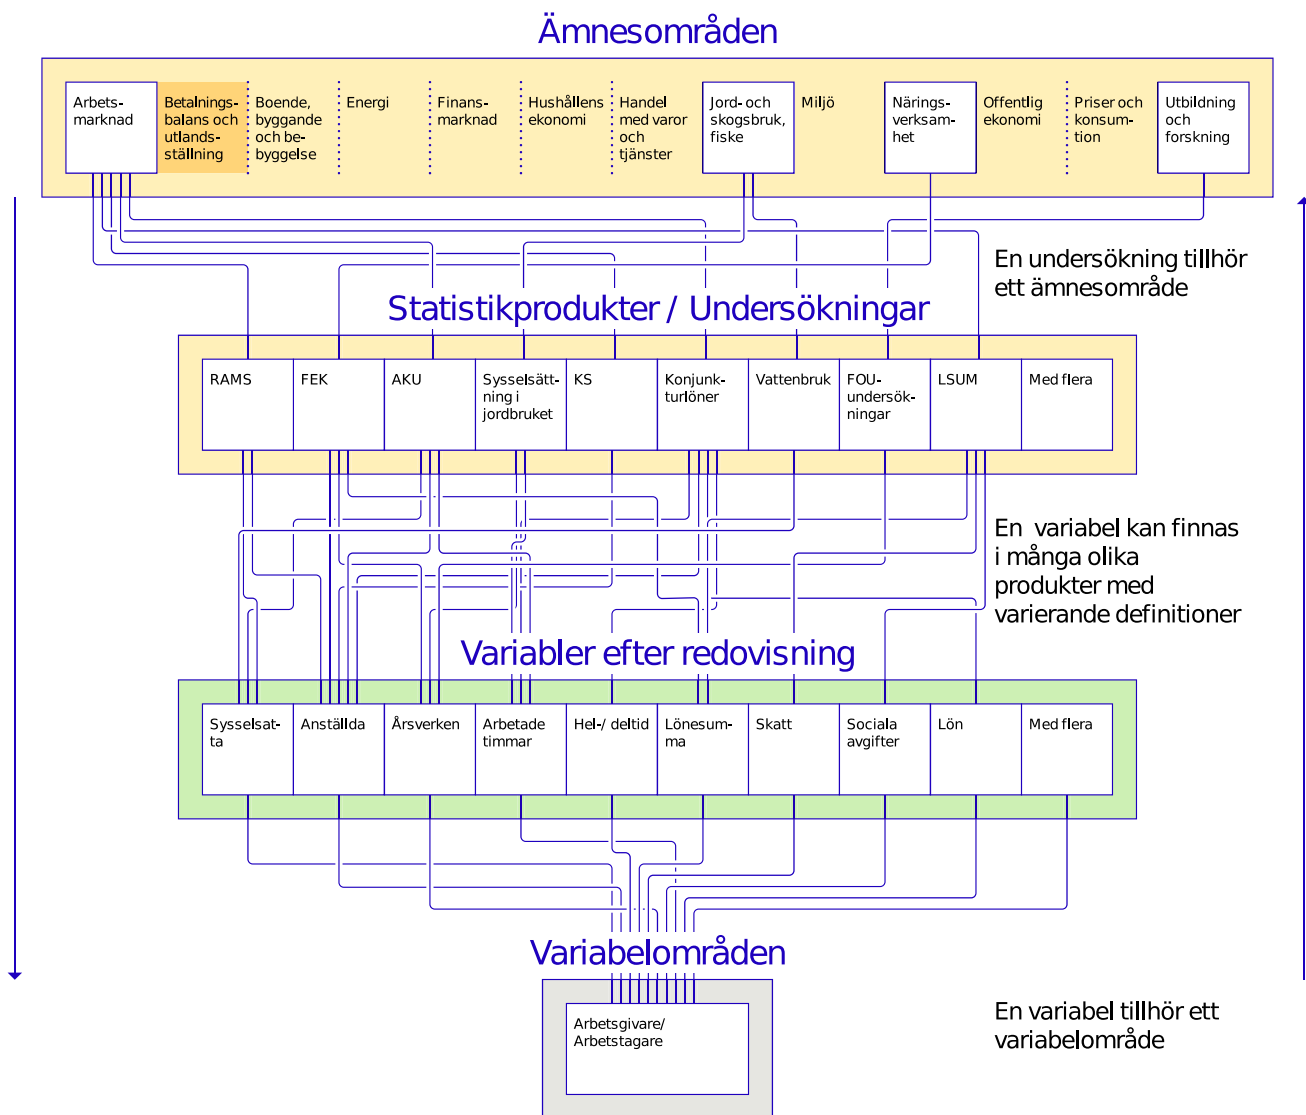 Ämnesområden
Arbets-
marknad
Betalnings-
balans och
utlands-
ställning
Boende,
byggande
och be-
byggelse
Energi
Finans-
marknad
Hushållens
ekonomi
Handel
med varor
och
tjänster
Jord- och
skogsbruk,
fiske
Miljö
Närings-
verksam-
het
Offentlig
ekonomi
Priser och
konsum-
tion
Utbildning
och
forskning
En undersökning tillhör
ett ämnesområde
Statistikprodukter / Undersökningar
RAMS
FEK
AKU
Sysselsätt-
ning i
jordbruket
KS
Konjunk-
turlöner
Vattenbruk
FOU-
undersök-
ningar
LSUM
Med flera
En variabel kan finnas
i många olika
produkter med
varierande definitioner
Variabler efter redovisning
Sysselsat-
ta
Anställda
Årsverken
Arbetade
timmar
Hel-/ deltid
Lönesum-
ma
Skatt
Sociala
avgifter
Lön
Med flera
Variabelområden
Arbetsgivare/
Arbetstagare
En variabel tillhör ett
variabelområde